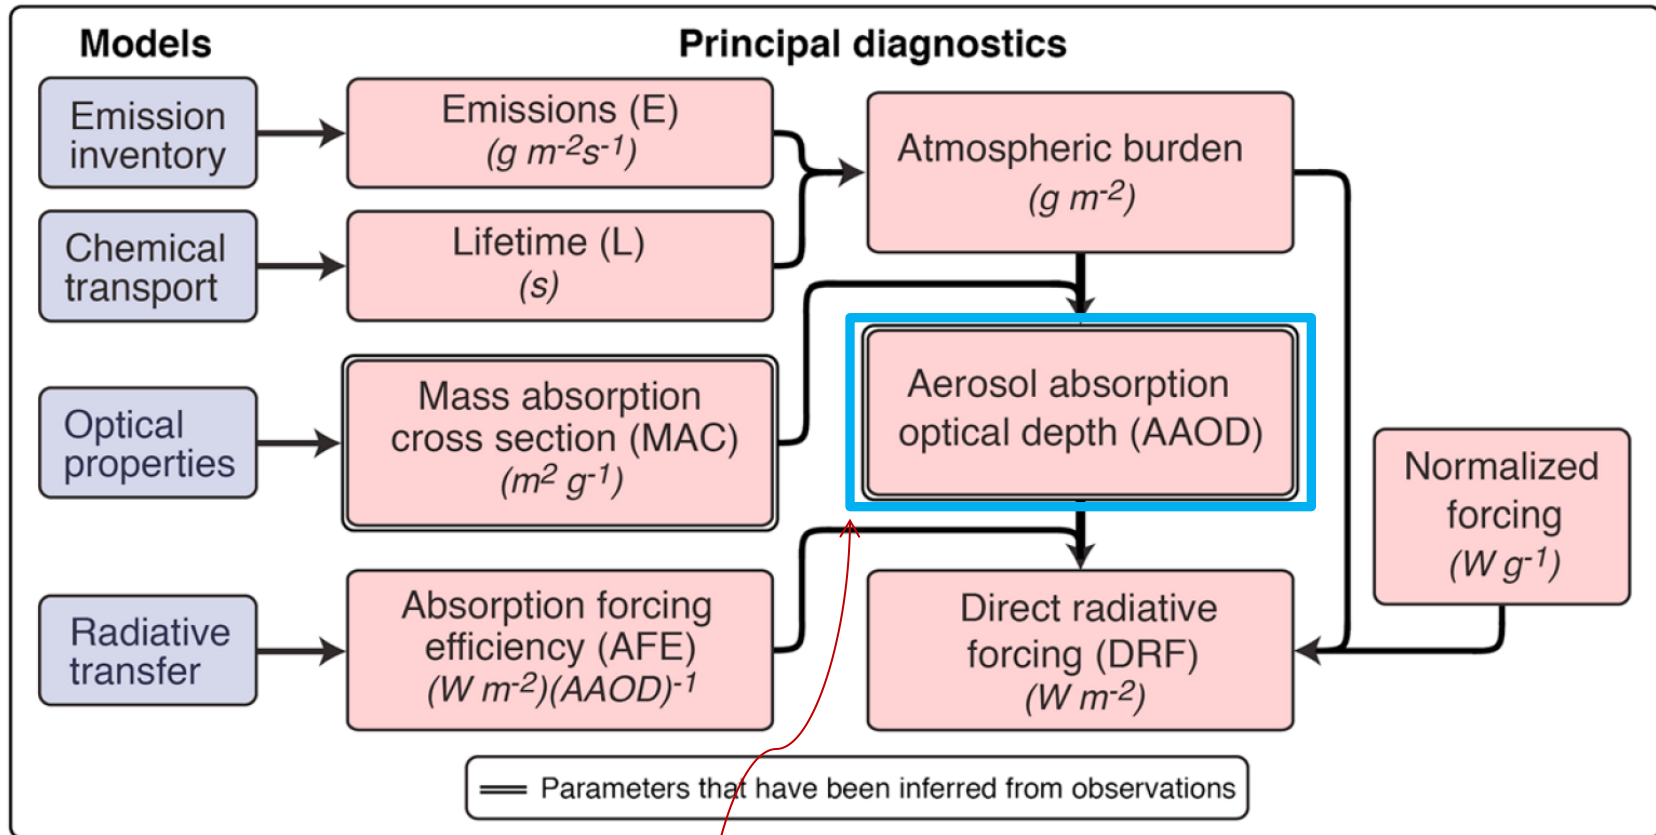 Models
Principal diagnostics
Emission
inventory
Emissions (E)
(g m-2s-1)
Atmospheric burden
(g m-2)
Chemical
transport
Lifetime (L)
(s)
Optical
properties
Mass absorption
cross section (MAC)
(m2 g-1)
Aerosol absorption
optical depth (AAOD)
Normalized
forcing
(W g-1)
Radiative
transfer
Absorption forcing
efficiency (AFE)
(W m-2)(AAOD)-1
Direct radiative
forcing (DRF)
(W m-2)
Parameters that have been inferred from observations